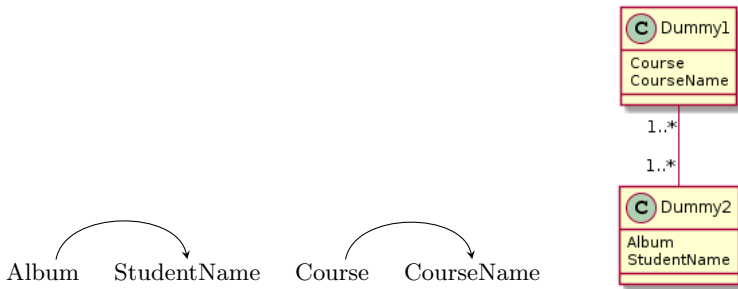 C Dummy1
Course
CourseName
1..*
1..*
C Dummy2
Album
StudentName
Album StudentName Course CourseName